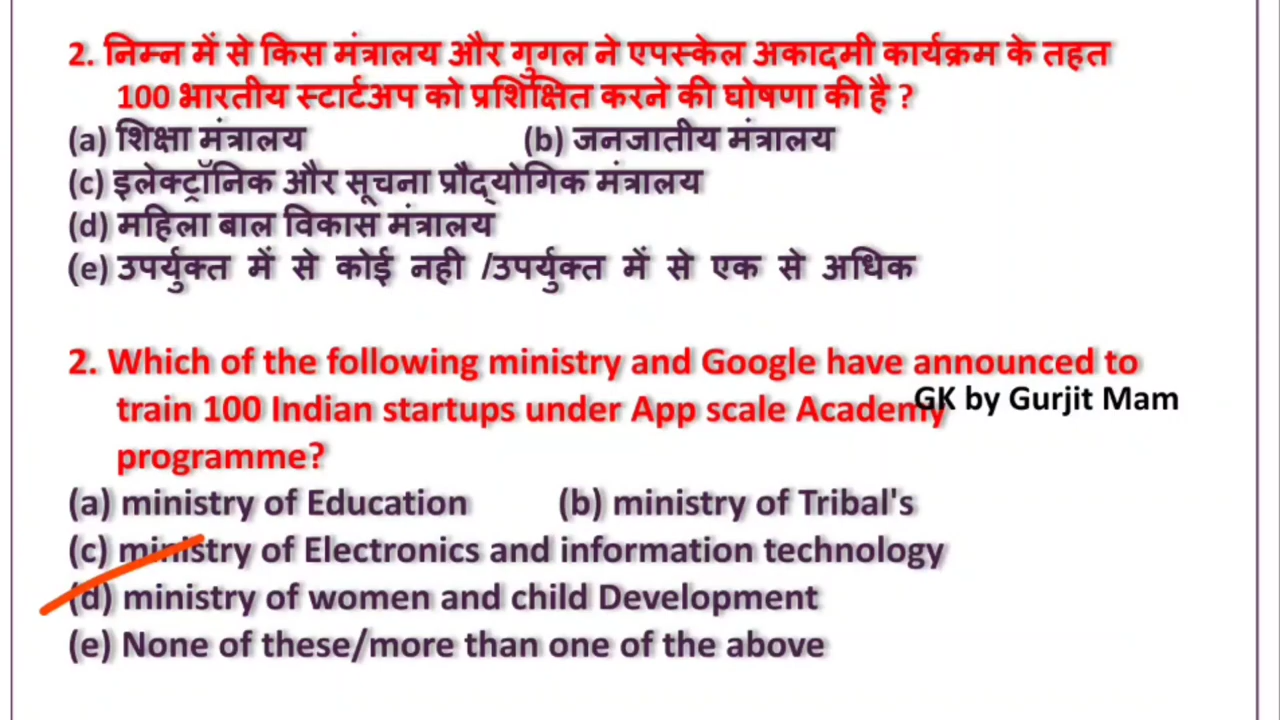 2. निम्न में से किस मंत्रालय और गुगल ने एपस्केल अकादमी कार्यक्रम के तहत
100 भारतीय स्टार्टअप को प्रशिक्षित करने की घोषणा की है ?
(a) शिक्षा मंत्रालय (b) जनजातीय मंत्रालय
(c) इलेक्ट्रॉनिक और सूचना प्रौद्योगिक मंत्रालय
(d) महिला बाल विकास मंत्रालय
(e) उपर्युक्त में से कोई नही /उपर्युक्त में से एक से अधिक
2. Which of the following ministry and Google have announced to
train 100 Indian startups under App scale Academy
GK by Gurjit Mam
programme?
(a) ministry of Education (b) ministry of Tribal's
(c) ministry of Electronics and information technology
(d) ministry of women and child Development
(e) None of these/more than one of the above